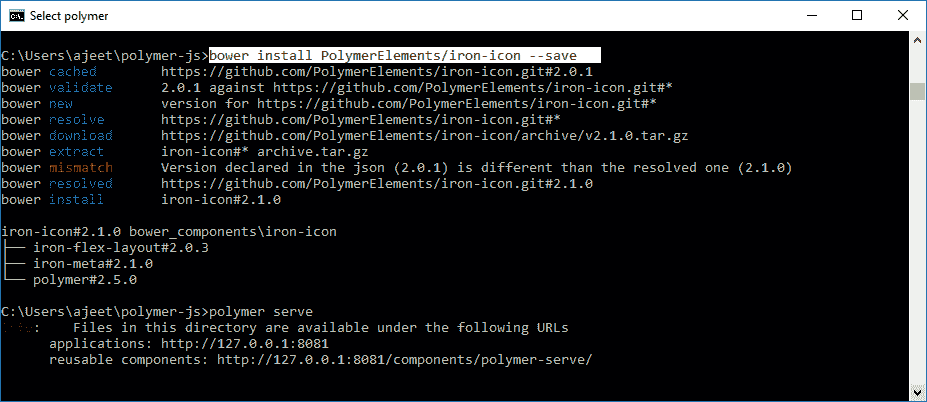 Select polymer
C:\Users\ajeet\polymer-js>bower install PolymerElements/iron-icon --save
bower cached https://github.com/PolymerElements/iron-icon.git#2.0.1
bower validate 2.0.1 against https://github.com/PolymerElements/iron-icon.git#*
bower new version for https://github.com/PolymerElements/iron-icon.git#*
bower resolve https://github.com/PolymerElements/iron-icon.git#*
bower download https://github.com/PolymerElements/iron-icon/archive/v2.1.0.tar.gz
bower extract iron-icon#* archive.tar.gz
bower mismatch Version declared in the json (2.0.1) is different than the resolved one (2.1.0)
bower resolved https://github.com/PolymerElements/iron-icon.git#2.1.0
bower install iron-icon#2.1.0
iron-icon#2.1.0 bower_components\iron-icon
├── iron-flex-layout#2.0.3
├── iron-meta#2.1.0
└── polymer#2.5.0
C:\Users\ajeet\polymer-js>polymer serve
: Files in this directory are available under the following URLs
applications: http://127.0.0.1:8081
reusable components: http://127.0.0.1:8081/components/polymer-serve/